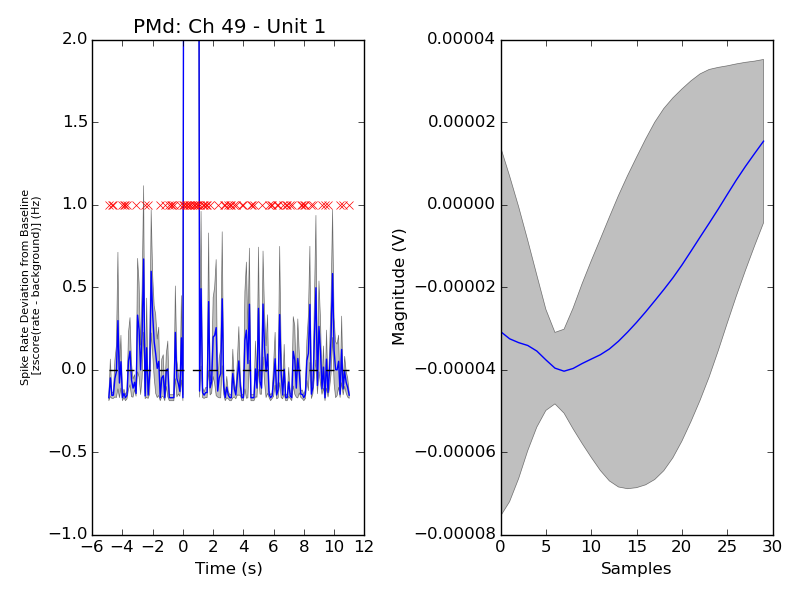 PMd: Ch 49 - Unit 1
2.0
1.5
1.0
0.5
0.0
−0.5
−1.0
−6 −4 −2 0 2 4 6 8 10 12
Time (s)
Spike Rate Deviation from Baseline
[zscore(rate - background)] (Hz)
0.00004
0.00002
0.00000
−0.00002
−0.00004
−0.00006
−0.00008
0 5 10 15 20 25 30
Samples
Magnitude (V)